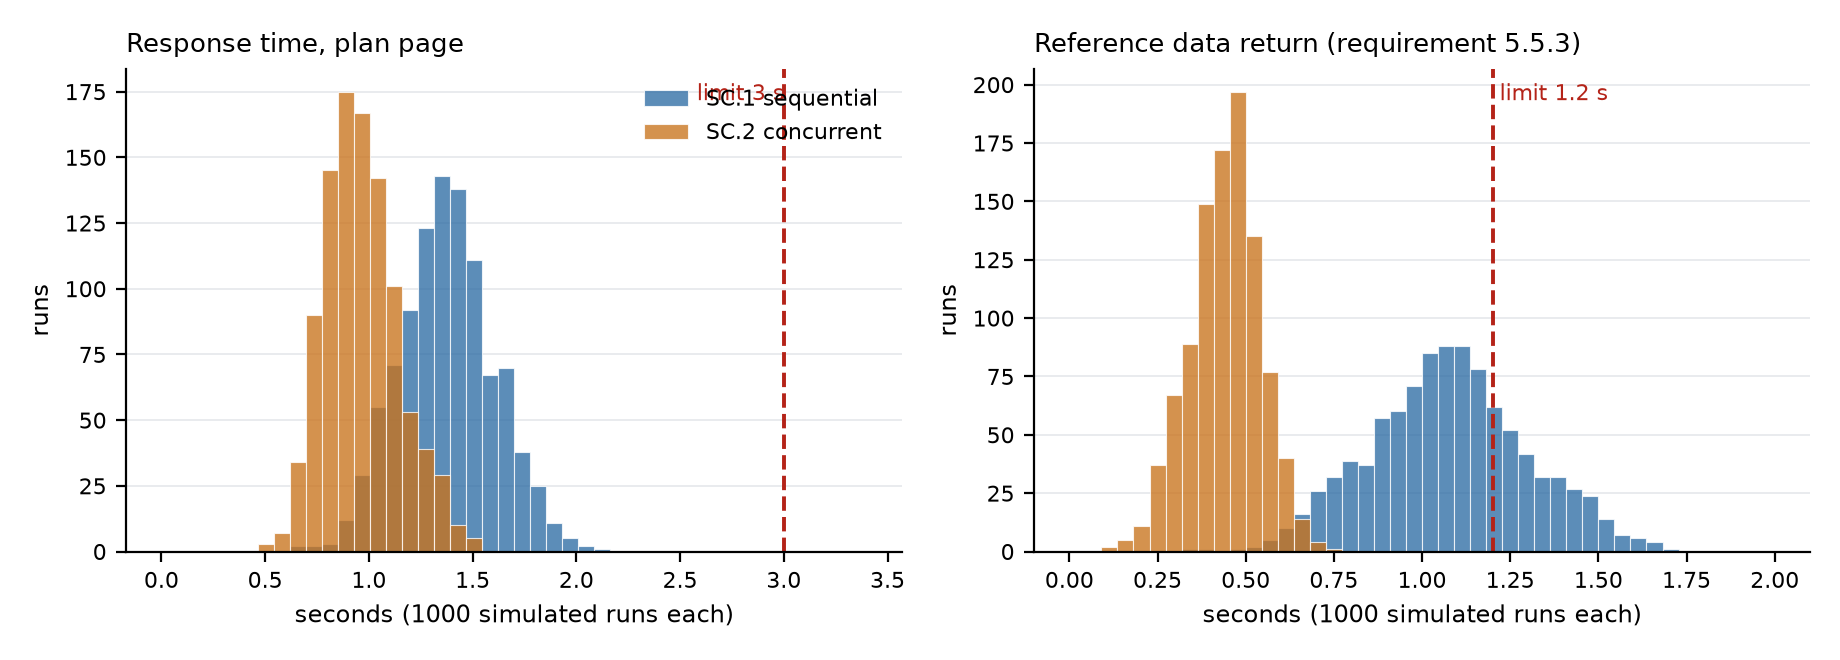 Response time, plan page
limit 3 s
SC.1 sequential
SC.2 concurrent
175
150
125
100
75
50
25
0
runs
0.0 0.5 1.0 1.5 2.0 2.5 3.0 3.5
seconds (1000 simulated runs each)
Reference data return (requirement 5.5.3)
limit 1.2 s
200
175
150
125
100
75
50
25
0
runs
0.00 0.25 0.50 0.75 1.00 1.25 1.50 1.75 2.00
seconds (1000 simulated runs each)